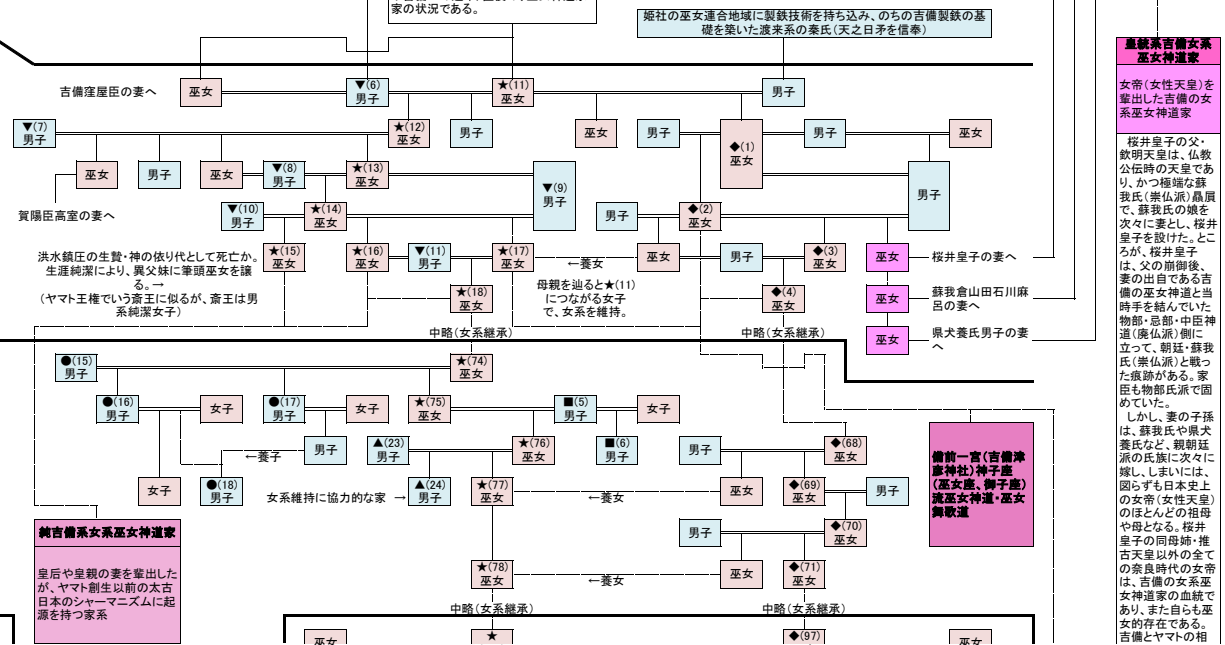 家の状況である。
姫社の巫女連合地域に製鉄技術を持ち込み、のちの吉備製鉄の基
礎を築いた渡来系の秦氏(天之日矛を信奉)
皇統系吉備女系
巫女神道家
女帝(女性天皇)を
輩出した吉備の女
系巫女神道家
桜井皇子の父・
欽明天皇は、仏教
公伝時の天皇であ
り、かつ極端な蘇
我氏(崇仏派)贔屓
で、蘇我氏の娘を
次々に妻とし、桜井
皇子を設けた。とこ
ろが、桜井皇子
は、父の崩御後、
妻の出自である吉
備の巫女神道と当
時手を結んでいた
物部・忌部・中臣神
道(廃仏派)側に
立って、朝廷・蘇我
氏(崇仏派)と戦っ
た痕跡がある。家
臣も物部氏派で固
めていた。
しかし、妻の子孫
は、蘇我氏や県犬
養氏など、親朝廷
派の氏族に次々に
嫁し、しまいには、
図らずも日本史上
の女帝(女性天皇)
のほとんどの祖母
や母となる。桜井
皇子の同母姉・推
古天皇以外の全て
の奈良時代の女帝
は、吉備の女系巫
女神道家の血統で
あり、また自らも巫
女的存在である。
吉備とヤマトの相
吉備窪屋臣の妻へ
巫女
▼(6)
男子
★(11)
巫女
男子
▼(7)
男子
★(12)
巫女
男子
巫女
男子
◆(1)
巫女
男子
巫女
巫女
男子
巫女
▼(8)
男子
★(13)
巫女
▼(9)
男子
男子
賀陽臣高室の妻へ
▼(10)
男子
★(14)
巫女
男子
◆(2)
巫女
洪水鎮圧の生贄・神の依り代として死亡か。
生涯純潔により、異父妹に筆頭巫女を譲
る。→
(ヤマト王権でいう斎王に似るが、斎王は男
系純潔女子)
★(15)
巫女
★(16)
巫女
▼(11)
男子
★(17)
巫女
←養女
巫女
男子
◆(3)
巫女
巫女
桜井皇子の妻へ
母親を辿ると★(11)
につながる女子
で、女系を維持。
★(18)
巫女
◆(4)
巫女
巫女
蘇我倉山田石川麻
呂の妻へ
中略(女系継承)
中略(女系継承)
巫女
県犬養氏男子の妻
へ
●(15)
男子
★(74)
巫女
●(16)
男子
女子
●(17)
男子
女子
★(75)
巫女
■(5)
男子
女子
←養子
男子
▲(23)
男子
★(76)
巫女
■(6)
男子
男子
◆(68)
巫女
備前一宮(吉備津
彦神社)神子座
(巫女座、御子座)
流巫女神道・巫女
舞歌道
女子
●(18)
男子
女系維持に協力的な家 →
▲(24)
男子
★(77)
巫女
←養女
巫女
◆(69)
巫女
男子
純吉備系女系巫女神道家
皇后や皇親の妻を輩出した
が、ヤマト創生以前の太古
日本のシャーマニズムに起
源を持つ家系
男子
◆(70)
巫女
★(78)
巫女
←養女
巫女
◆(71)
巫女
中略(女系継承)
中略(女系継承)
巫女
★
◆(97)
巫女